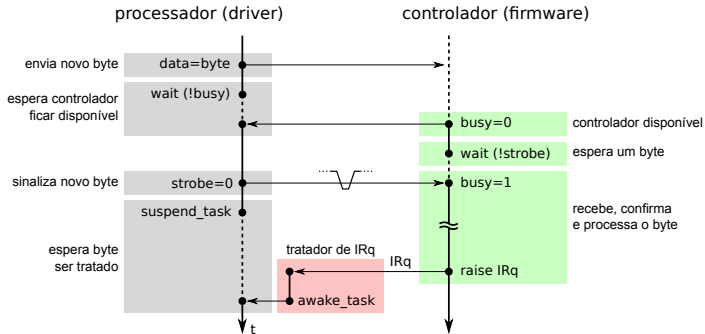 processador (driver)
controlador (firmware)
envia novo byte
data=byte
espera controlador
ficar disponível
wait (!busy)
busy=0
controlador disponível
wait (!strobe)
espera um byte
sinaliza novo byte
strobe=0
busy=1
suspend_task
recebe, confirma
e processa o byte
espera byte
ser tratado
tratador de IRq
IRq
raise IRq
awake_task
t